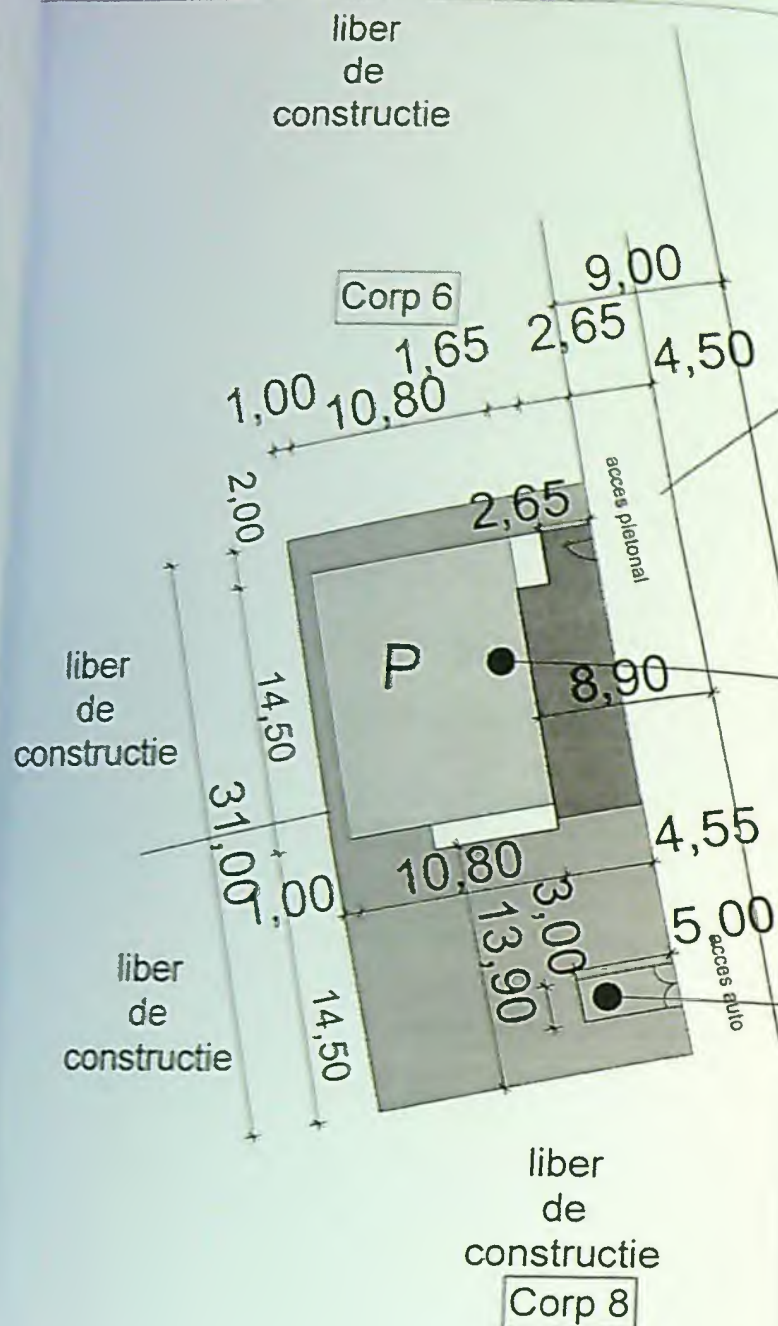 liber
de
constructie
9,00
Corp 6
1,65
2,65
4,50
1,00
10,80
2,00
2,65
acces pietonal
P
liber
de
constructie
14,50
8,90
31,00
4,55
1,00
10,80
3,00
13,90
5,00
acces auto
liber
de
constructie
14,50
liber
de
constructie
Corp 8